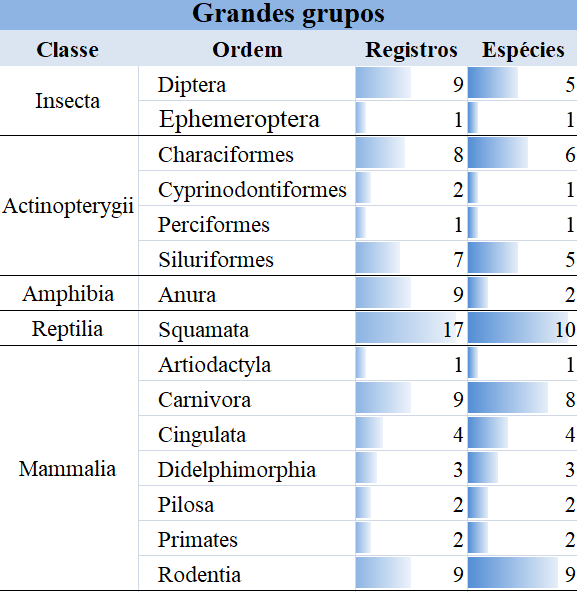 Grandes grupos
Classe Ordem Registros Espécies
Insecta
Diptera 9 5
Ephemeroptera 1 1
Actinopterygii
Characiformes 8 6
Cyprinodontiformes 2 1
Perciformes 1 1
Siluriformes 7 5
Amphibia Anura 9 2
Reptilia Squamata 17 10
Mammalia
Artiodactyla 1 1
Carnivora 9 8
Cingulata 4 4
Didelphimorphia 3 3
Pilosa 2 2
Primates 2 2
Rodentia 9 9